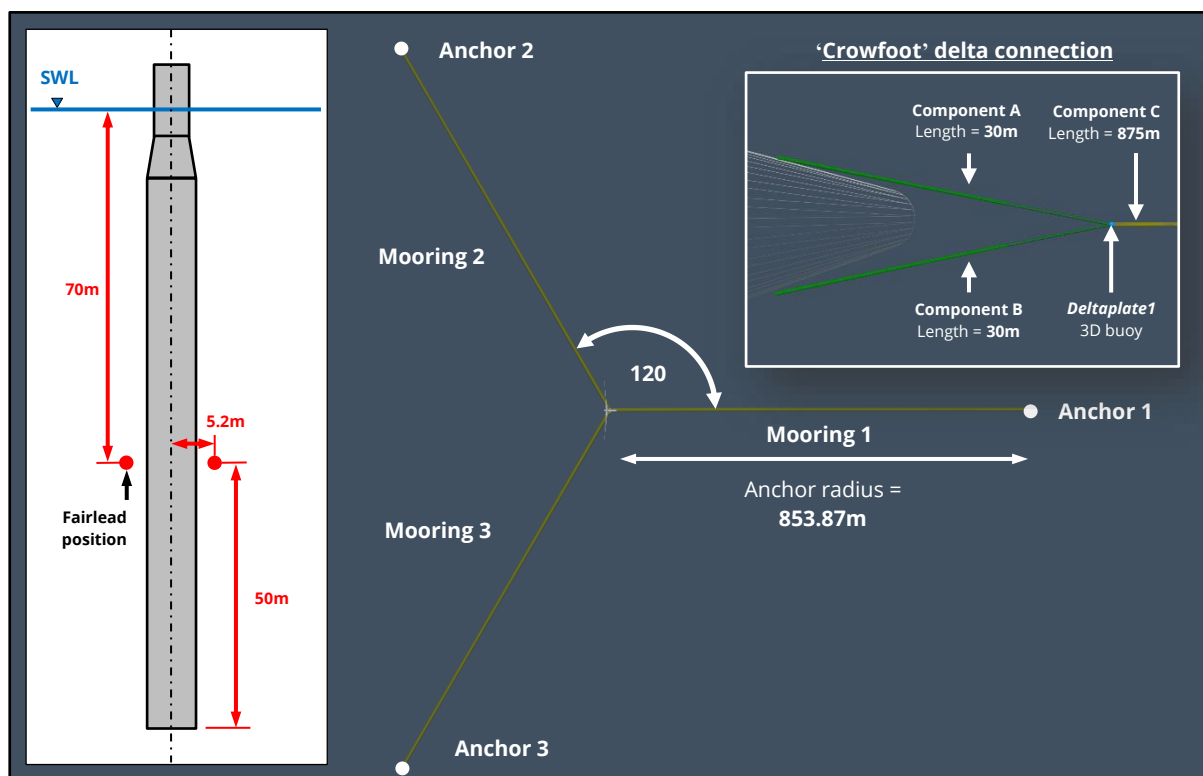 SWL
70m
5.2m
Fairlead
position
50m
Anchor 2
Mooring 2
120
Mooring 1
Anchor 1
Anchor radius =
853.87m
Mooring 3
Anchor 3
‘Crowfoot’ delta connection
Component A
Length = 30m
Component C
Length = 875m
Component B
Length = 30m
Deltaplate1
3D buoy